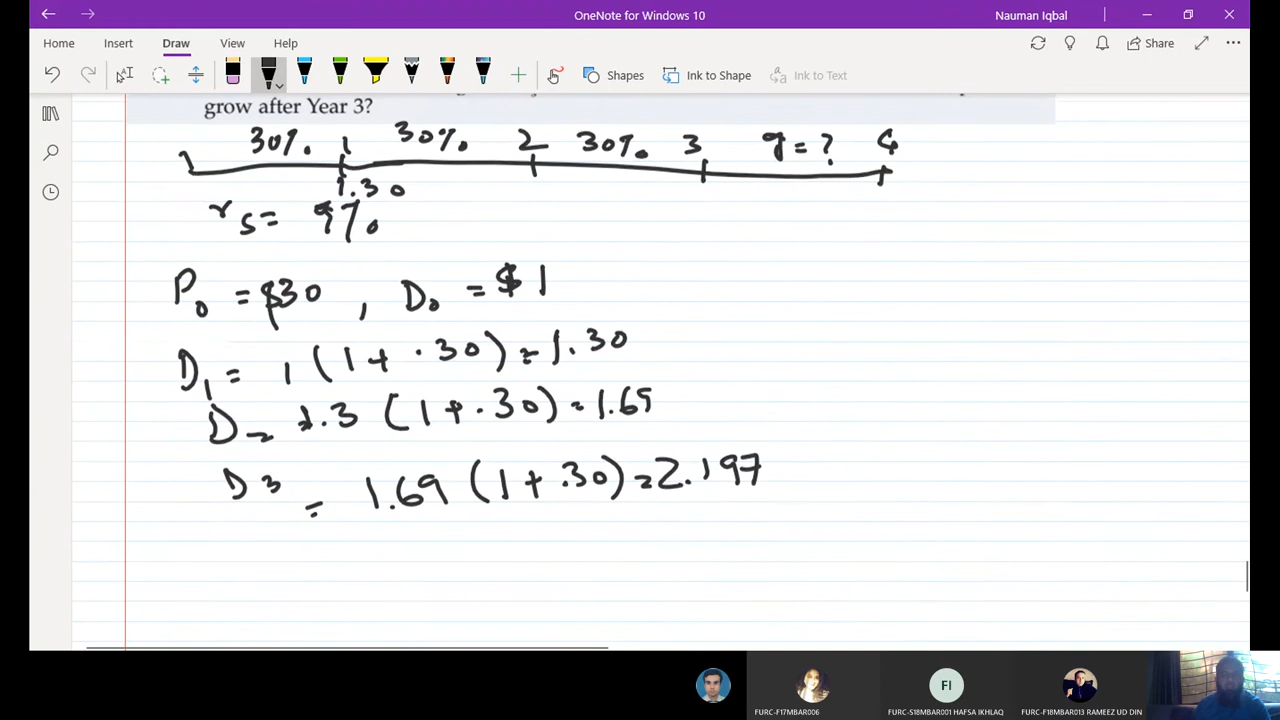 OneNote for Windows 10
Nauman Iqbal
Home Insert Draw View Help
Share
Shapes Ink to Shape Ink to Text
grow after Year 3?
30% 1 30% 2 30% 3 g = ? 4
1.30
rs = 9%
P0 = $30 , D0 = $1
D1 = 1 (1 + .30) = 1.30
D = 1.3 (1 + .30) = 1.69
D3 = 1.69 (1 + .30) = 2.197
FI
FURC-F17MBAR006 FURC-S18MBAR001 HAFSA IKHLAQ FURC-F18MBAR013 RAMEEZ UD DIN